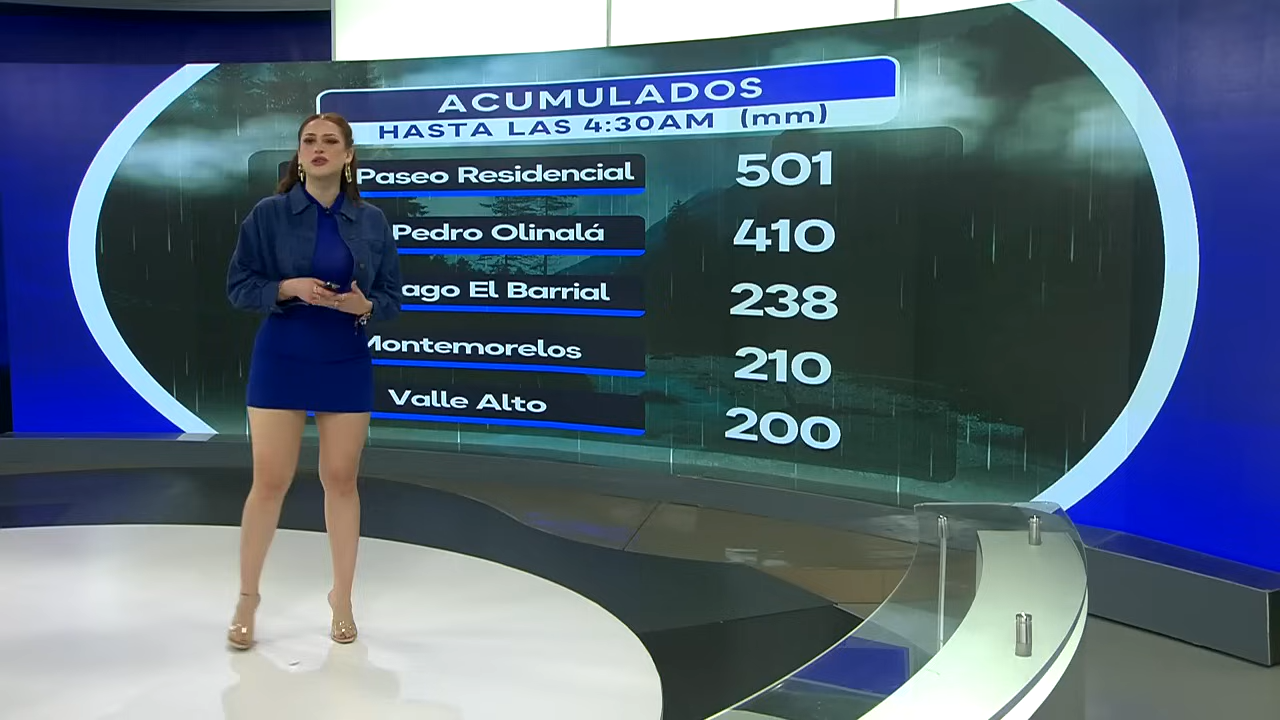 ACUMULADOS
HASTA LAS 4:30AM (mm)
Paseo Residencial 501
Pedro Olinalá 410
El Barrial 238
Montemorelos 210
Valle Alto 200